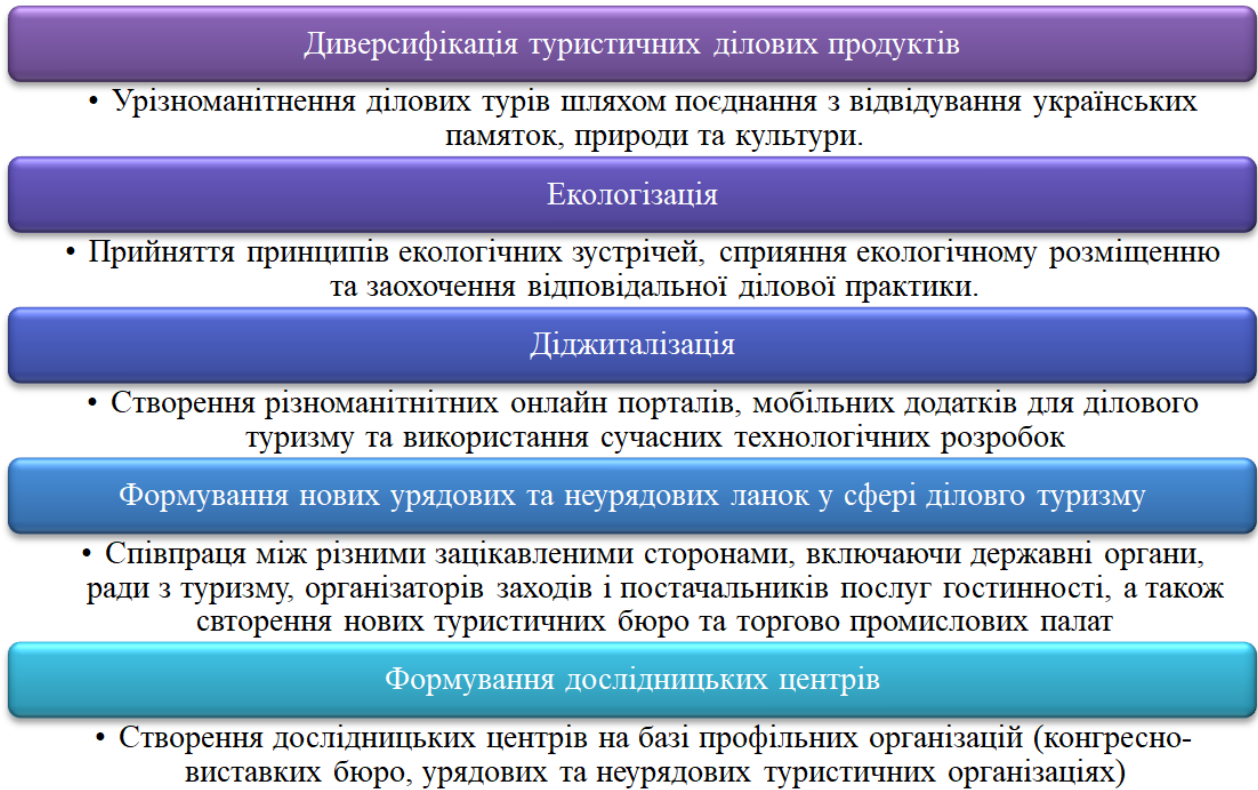 Диверсифікація туристичних ділових продуктів
• Урізноманітнення ділових турів шляхом поєднання з відвідування українських
памяток, природи та культури.
Екологізація
• Прийняття принципів екологічних зустрічей, сприяння екологічному розміщенню
та заохочення відповідальної ділової практики.
Діджиталізація
• Створення різноманітнітних онлайн порталів, мобільних додатків для ділового
туризму та використання сучасних технологічних розробок
Формування нових урядових та неурядових ланок у сфері діловго туризму
• Співпраця між різними зацікавленими сторонами, включаючи державні органи,
ради з туризму, організаторів заходів і постачальників послуг гостинності, а також
свторення нових туристичних бюро та торгово промислових палат
Формування дослідницьких центрів
• Створення дослідницьких центрів на базі профільних організацій (конгресно-
виставких бюро, урядових та неурядових туристичних організаціях)